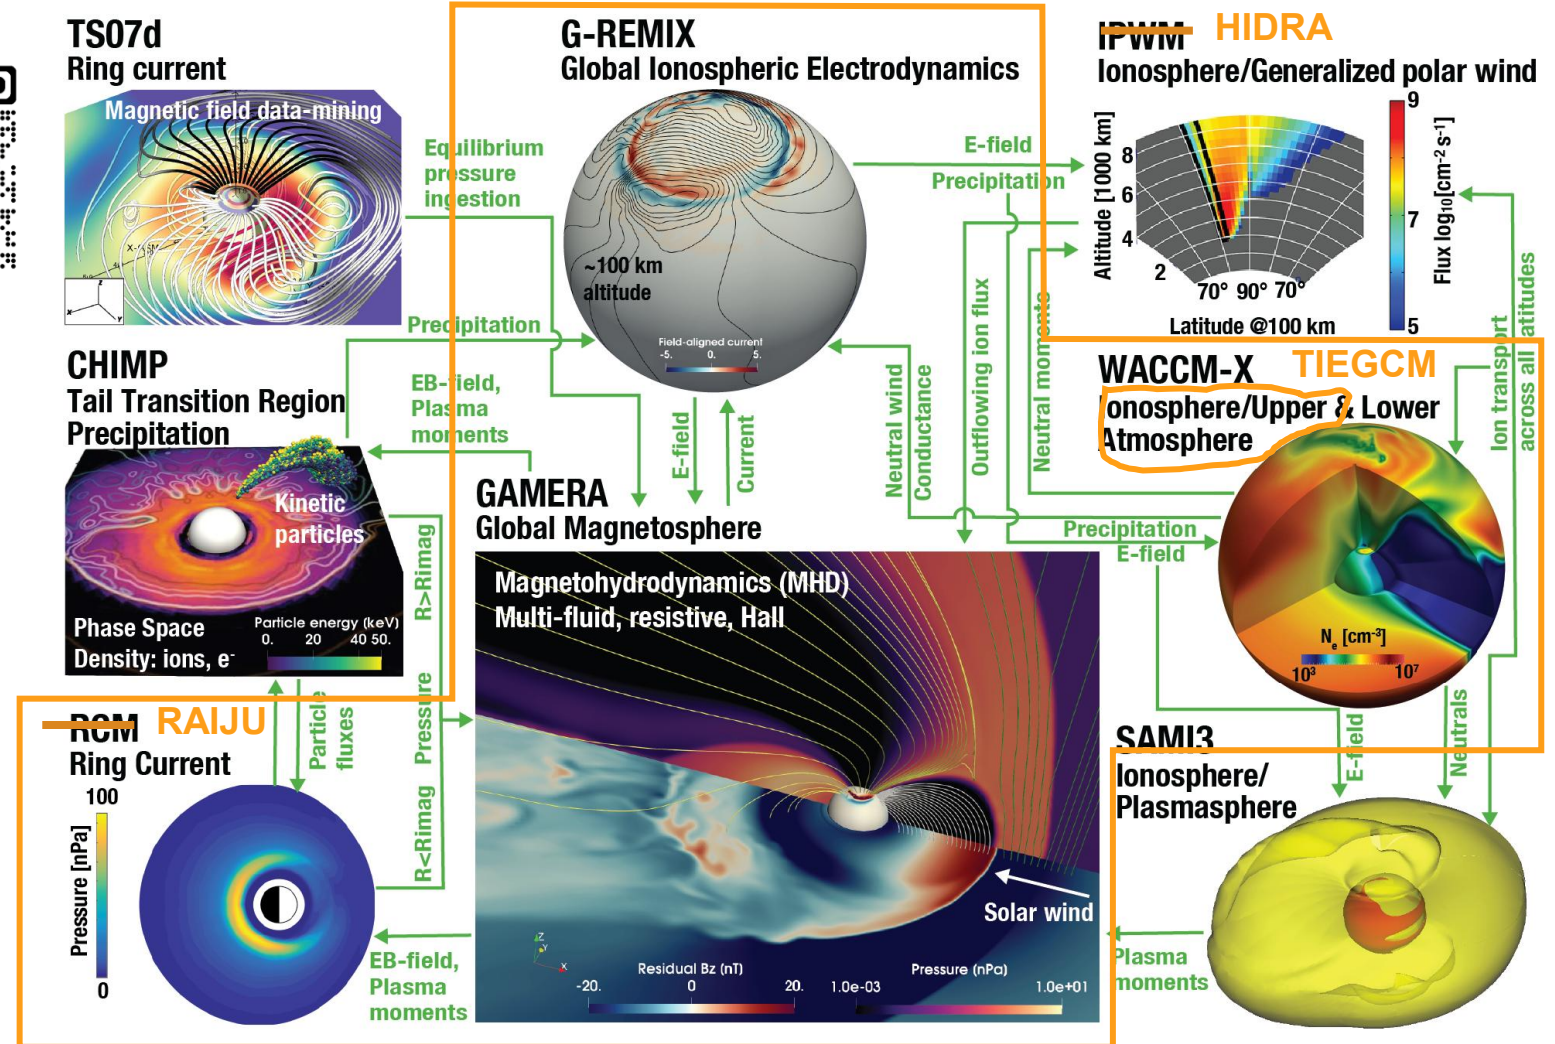 TS07d
Ring current
Magnetic field data-mining
X-GSM
Z
X
Y
Equilibrium
pressure
ingestion
G-REMIX
Global Ionospheric Electrodynamics
~100 km
altitude
Field-aligned current
-5. 0. 5.
E-field
Precipitation
IPWM HIDRA
Ionosphere/Generalized polar wind
Altitude [1000 km]
8
6
4
2
70° 90° 70°
Latitude @100 km
9
7
5
Flux log10[cm-2 s-1]
Precipitation
CHIMP
Tail Transition Region
Precipitation
Kinetic
particles
Phase Space
Density: ions, e-
Particle energy (keV)
0. 20 40 50.
EB-field,
Plasma
moments
E-field
Current
Neutral wind
Conductance
Outflowing ion flux
Neutral moments
Ion transport
across all latitudes
WACCM-X TIEGCM
Ionosphere/Upper & Lower
Atmosphere
Ne [cm-3]
10³ 10⁷
Precipitation
E-field
GAMERA
Global Magnetosphere
Magnetohydrodynamics (MHD)
Multi-fluid, resistive, Hall
Solar wind
Z
Y
X
Residual Bz (nT)
-20. 0 20.
Pressure (nPa)
1.0e-03 1.0e+01
R>Rimag
Pressure
R<Rimag
Particle
fluxes
RCM RAIJU
Ring Current
100
Pressure [nPa]
0
EB-field,
Plasma
moments
E-field
Neutrals
SAMI3
Ionosphere/
Plasmasphere
Plasma
moments